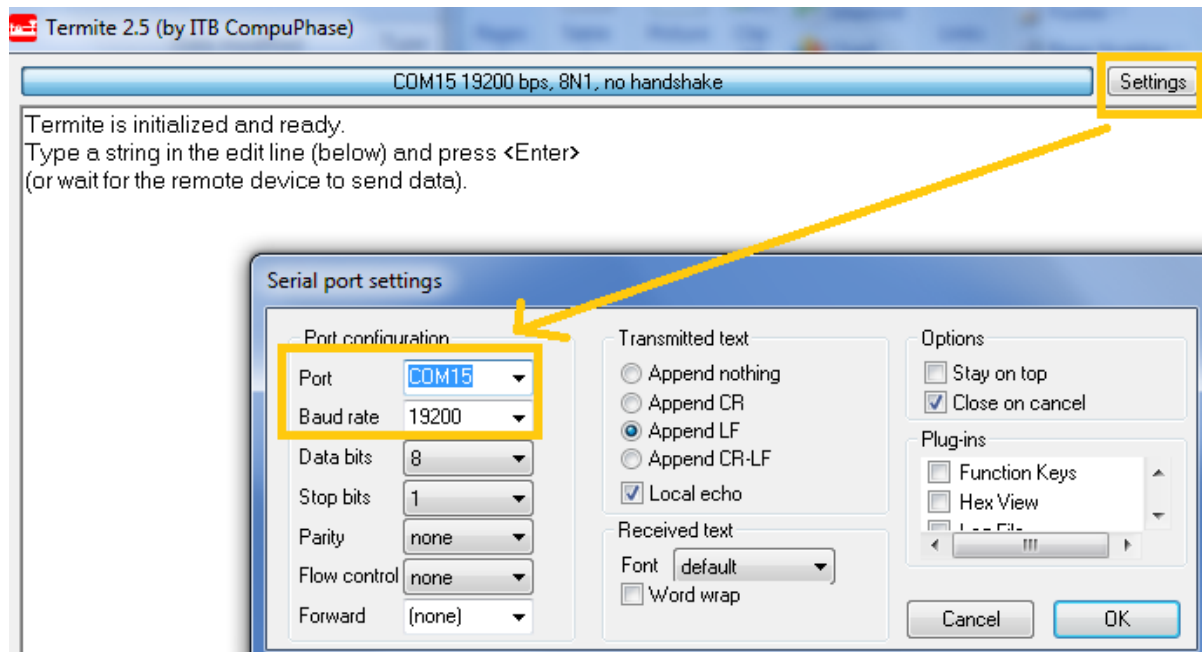 Termite 2.5 (by ITB CompuPhase)
COM15 19200 bps, 8N1, no handshake
Settings
Termite is initialized and ready.
Type a string in the edit line (below) and press <Enter>
(or wait for the remote device to send data).
Serial port settings
Port configuration
Port COM15
Baud rate 19200
Data bits 8
Stop bits 1
Parity none
Flow control none
Forward (none)
Transmitted text
Append nothing
Append CR
Append LF
Append CR-LF
Local echo
Received text
Font default
Word wrap
Options
Stay on top
Close on cancel
Plug-ins
Function Keys
Hex View
Cancel
OK